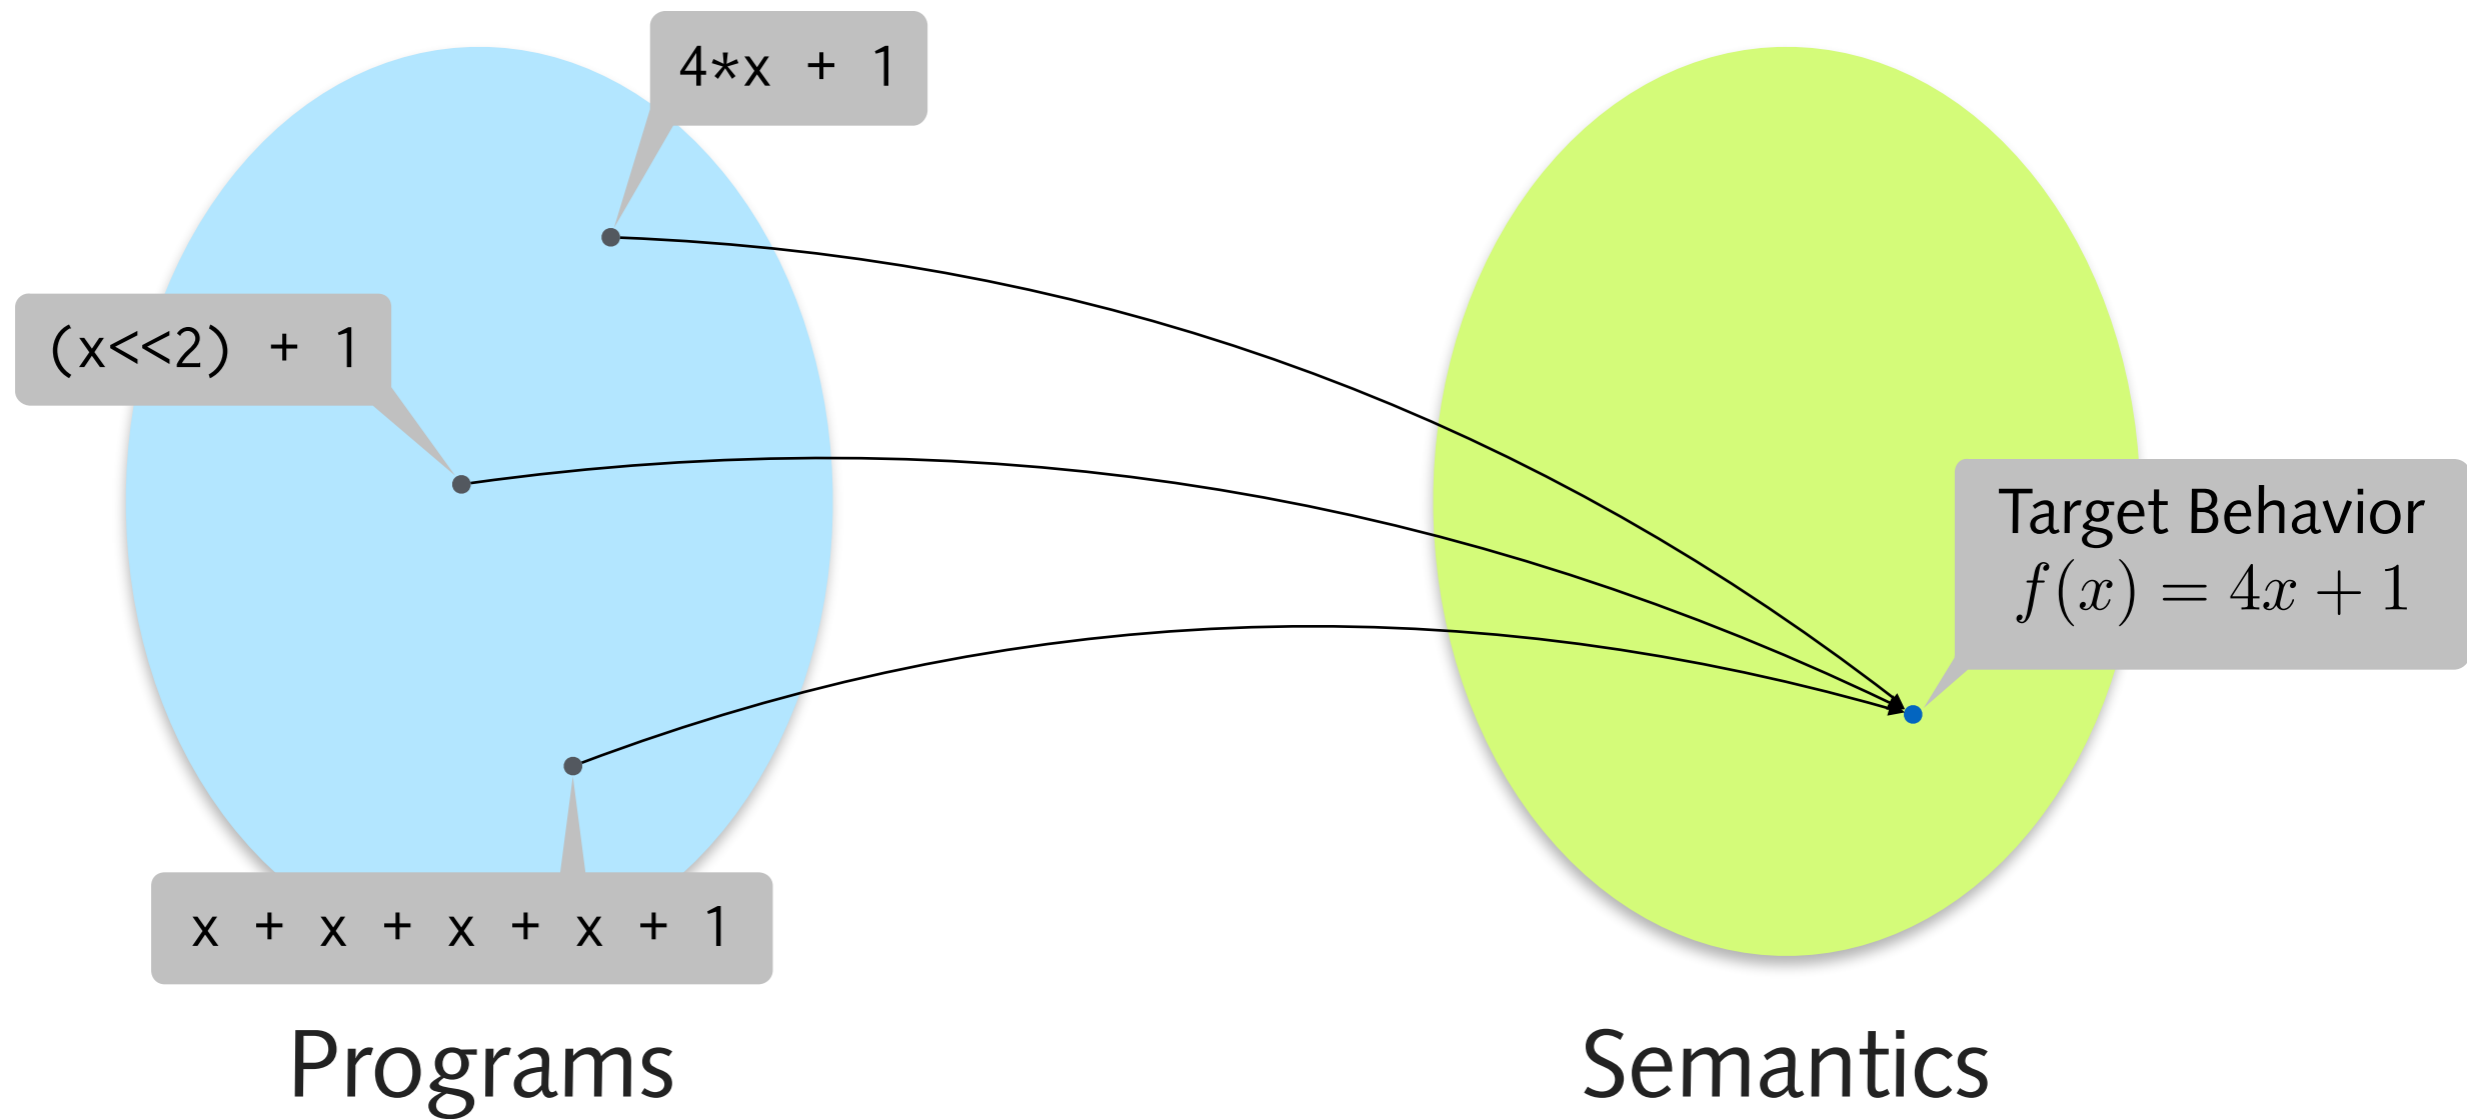 4*x + 1
(x<<2) + 1
x + x + x + x + 1
Target Behavior
f(x) = 4x + 1
Programs
Semantics